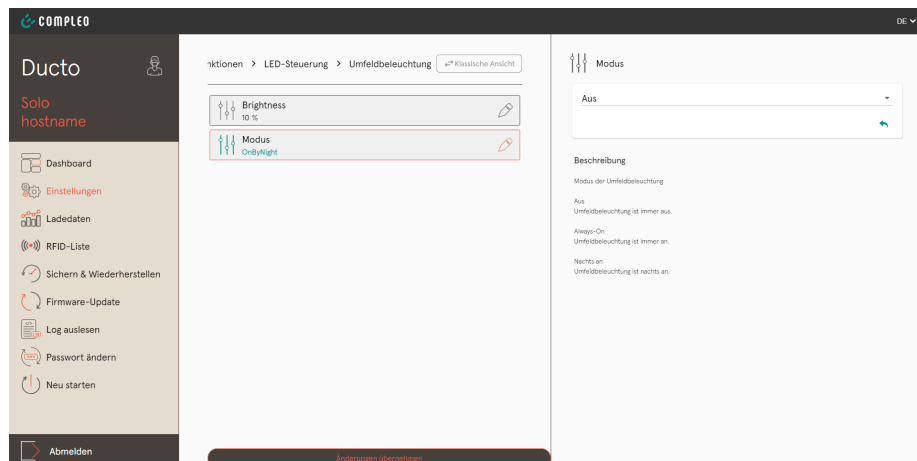 COMPLEO
DE
Ducto
Solo
hostname
Dashboard
Einstellungen
Ladedaten
RFID-Liste
Sichern & Wiederherstellen
Firmware-Update
Log auslesen
Passwort ändern
Neu starten
Abmelden
nktionen > LED-Steuerung > Umfeldbeleuchtung
Klassische Ansicht
Brightness
10 %
Modus
OnByNight
Änderungen übernehmen
Modus
Aus
Beschreibung
Modus der Umfeldbeleuchtung
Aus
Umfeldbeleuchtung ist immer aus.
Always-On
Umfeldbeleuchtung ist immer an.
Nachts an
Umfeldbeleuchtung ist nachts an.